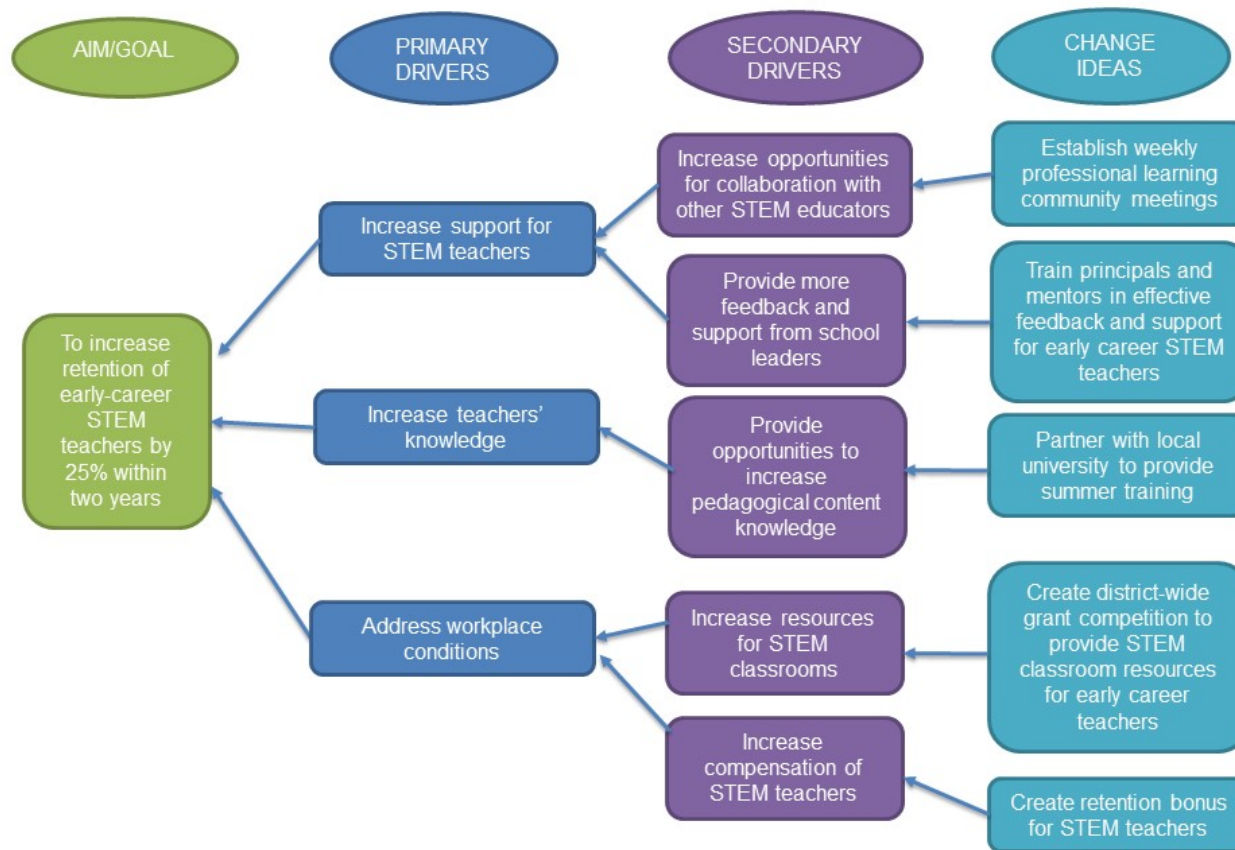 AIM/GOAL
PRIMARY
DRIVERS
SECONDARY
DRIVERS
CHANGE
IDEAS
To increase
retention of
early-career
STEM
teachers by
25% within
two years
Increase support for
STEM teachers
Increase teachers’
knowledge
Address workplace
conditions
Increase opportunities
for collaboration with
other STEM educators
Provide more
feedback and
support from school
leaders
Provide
opportunities to
increase
pedagogical content
knowledge
Increase resources
for STEM
classrooms
Increase
compensation of
STEM teachers
Establish weekly
professional learning
community meetings
Train principals and
mentors in effective
feedback and support
for early career STEM
teachers
Partner with local
university to provide
summer training
Create district-wide
grant competition to
provide STEM
classroom resources
for early career
teachers
Create retention bonus
for STEM teachers